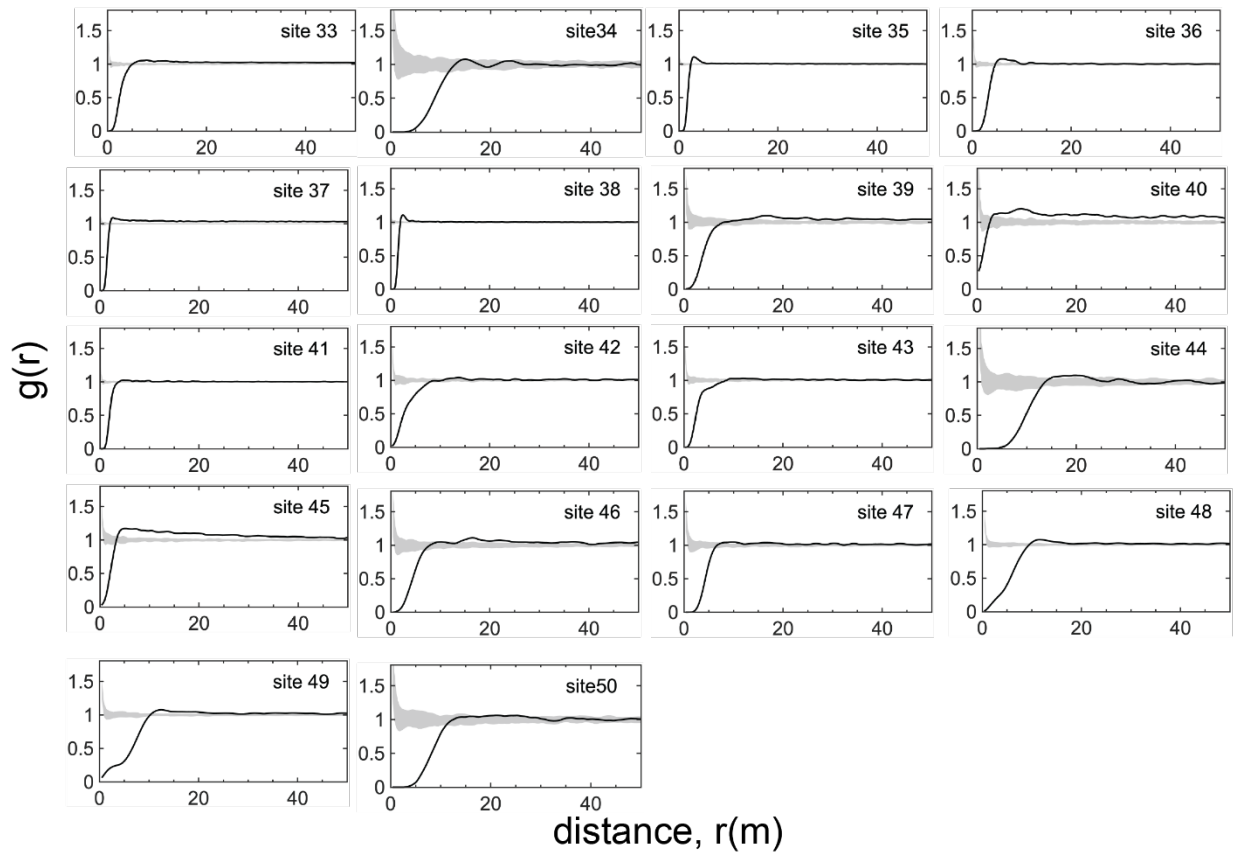 site 33
site34
site 35
site 36
1.5
1
0.5
0
0 20 40
1.5
1
0.5
0
0 20 40
1.5
1
0.5
0
0 20 40
1.5
1
0.5
0
0 20 40
site 37
site 38
site 39
site 40
1.5
1
0.5
0
0 20 40
1.5
1
0.5
0
0 20 40
1.5
1
0.5
0
0 20 40
1.5
1
0.5
0
0 20 40
g(r)
site 41
site 42
site 43
site 44
1.5
1
0.5
0
0 20 40
1.5
1
0.5
0
0 20 40
1.5
1
0.5
0
0 20 40
1.5
1
0.5
0
0 20 40
site 45
site 46
site 47
site 48
1.5
1
0.5
0
0 20 40
1.5
1
0.5
0
0 20 40
1.5
1
0.5
0
0 20 40
1.5
1
0.5
0
0 20 40
site 49
site50
1.5
1
0.5
0
0 20 40
1.5
1
0.5
0
0 20 40
distance, r(m)